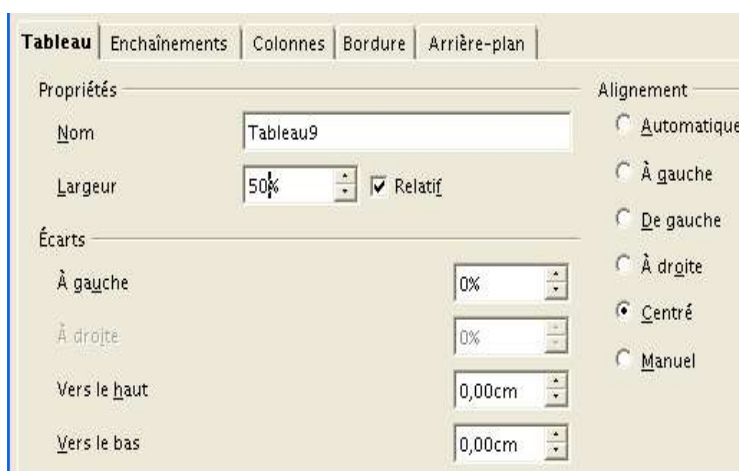 Tableau Enchaînements Colonnes Bordure Arrière-plan
Propriétés
Nom Tableau9
Largeur 50% Relatif
Écarts
À gauche 0%
À droite 0%
Vers le haut 0,00cm
Vers le bas 0,00cm
Alignement
Automatique
À gauche
De gauche
À droite
Centré
Manuel